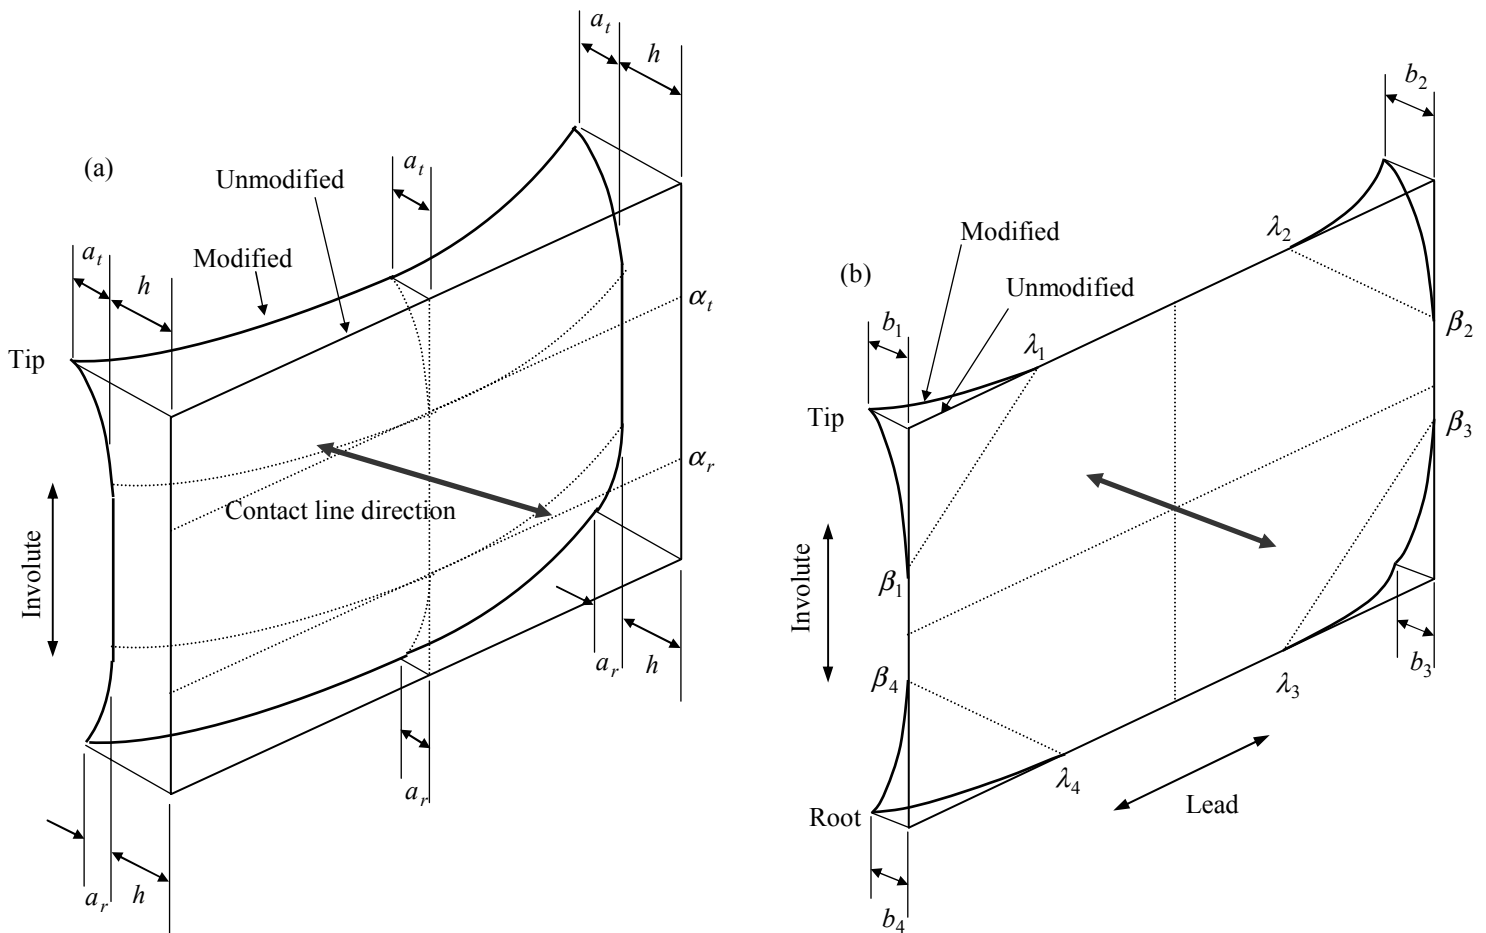 (a)
a_t
h
a_t
Unmodified
a_t
h
Modified
Tip
α_t
α_r
Contact line direction
Involute
a_r
h
a_r
a_r
h
(b)
b_2
λ_2
Modified
Unmodified
b_1
λ_1
Tip
β_2
β_3
β_1
Involute
β_4
b_3
λ_3
λ_4
Lead
Root
b_4